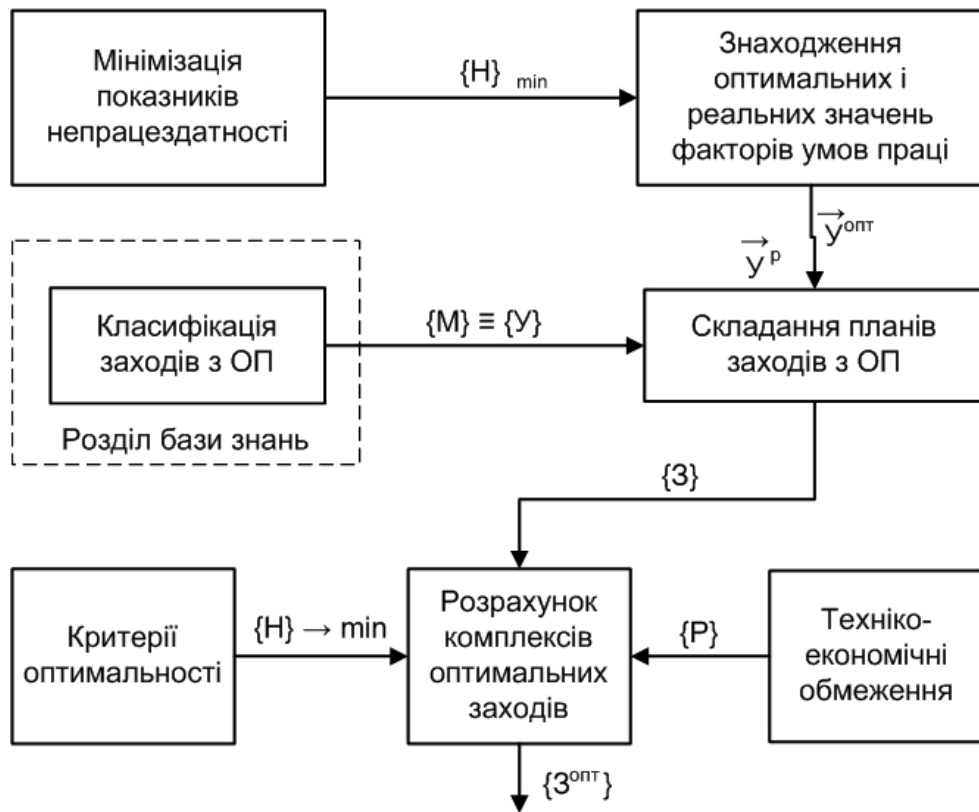 Мінімізація
показників
непрацездатності
{Н} min
Знаходження
оптимальних і
реальних значень
факторів умов праці
У опт
У р
Класифікація
заходів з ОП
Розділ бази знань
{М} ≡ {У}
Складання планів
заходів з ОП
{З}
Критерії
оптимальності
{Н} → min
Розрахунок
комплексів
оптимальних
заходів
{Р}
Техніко-
економічні
обмеження
{З опт}